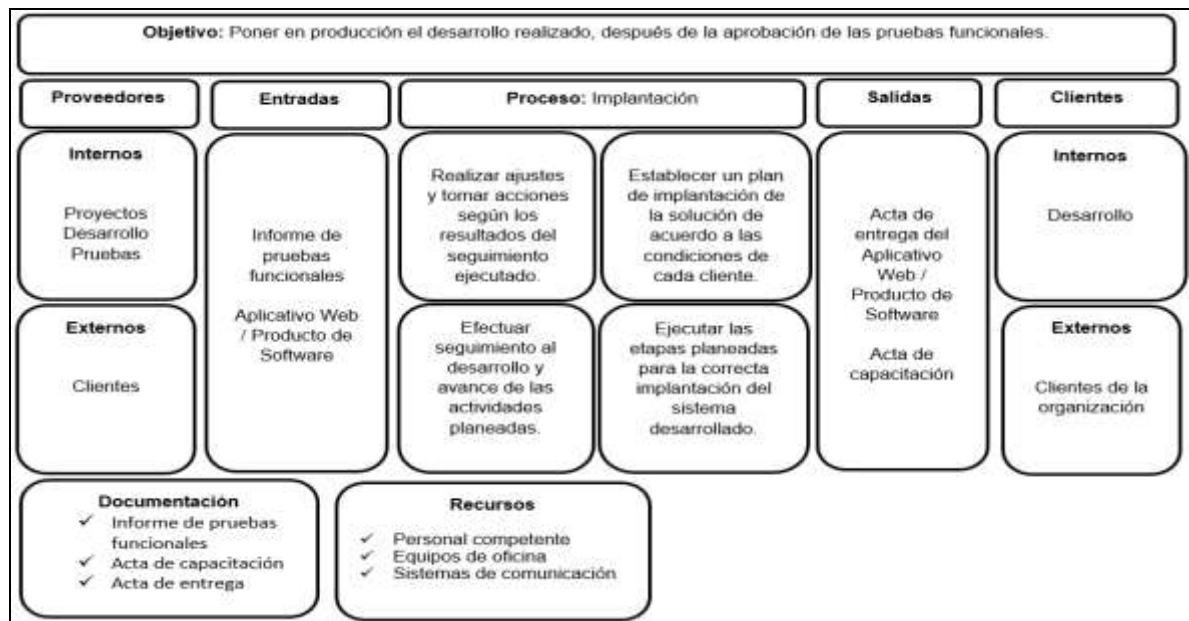 Objetivo: Poner en producción el desarrollo realizado, después de la aprobación de las pruebas funcionales.
Proveedores
Entradas
Proceso: Implantación
Salidas
Clientes
Internos
Proyectos
Desarrollo
Pruebas
Externos
Clientes
Informe de
pruebas
funcionales
Aplicativo Web
/ Producto de
Software
Realizar ajustes
y tomar acciones
según los
resultados del
seguimiento
ejecutado.
Establecer un plan
de implantación de
la solución de
acuerdo a las
condiciones de
cada cliente.
Efectuar
seguimiento al
desarrollo y
avance de las
actividades
planeadas.
Ejecutar las
etapas planeadas
para la correcta
implantación del
sistema
desarrollado.
Acta de
entrega del
Aplicativo
Web /
Producto de
Software
Acta de
capacitación
Internos
Desarrollo
Externos
Clientes de la
organización
Documentación
✓ Informe de pruebas
funcionales
✓ Acta de capacitación
✓ Acta de entrega
Recursos
✓ Personal competente
✓ Equipos de oficina
✓ Sistemas de comunicación